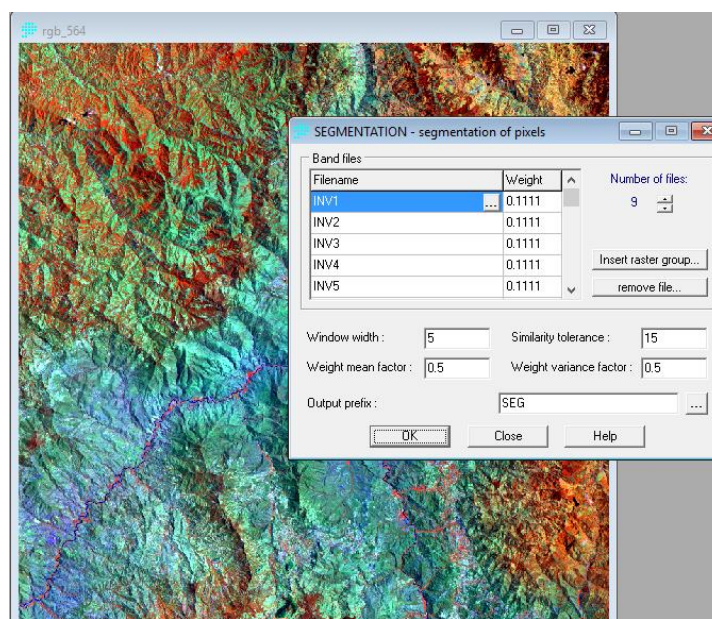 rgb_564
SEGMENTATION - segmentation of pixels
Band files
Filename Weight
INV1 ... 0.1111
INV2 0.1111
INV3 0.1111
INV4 0.1111
INV5 0.1111
Number of files:
9
Insert raster group...
remove file...
Window width : 5 Similarity tolerance : 15
Weight mean factor : 0.5 Weight variance factor : 0.5
Output prefix : SEG ...
OK Close Help